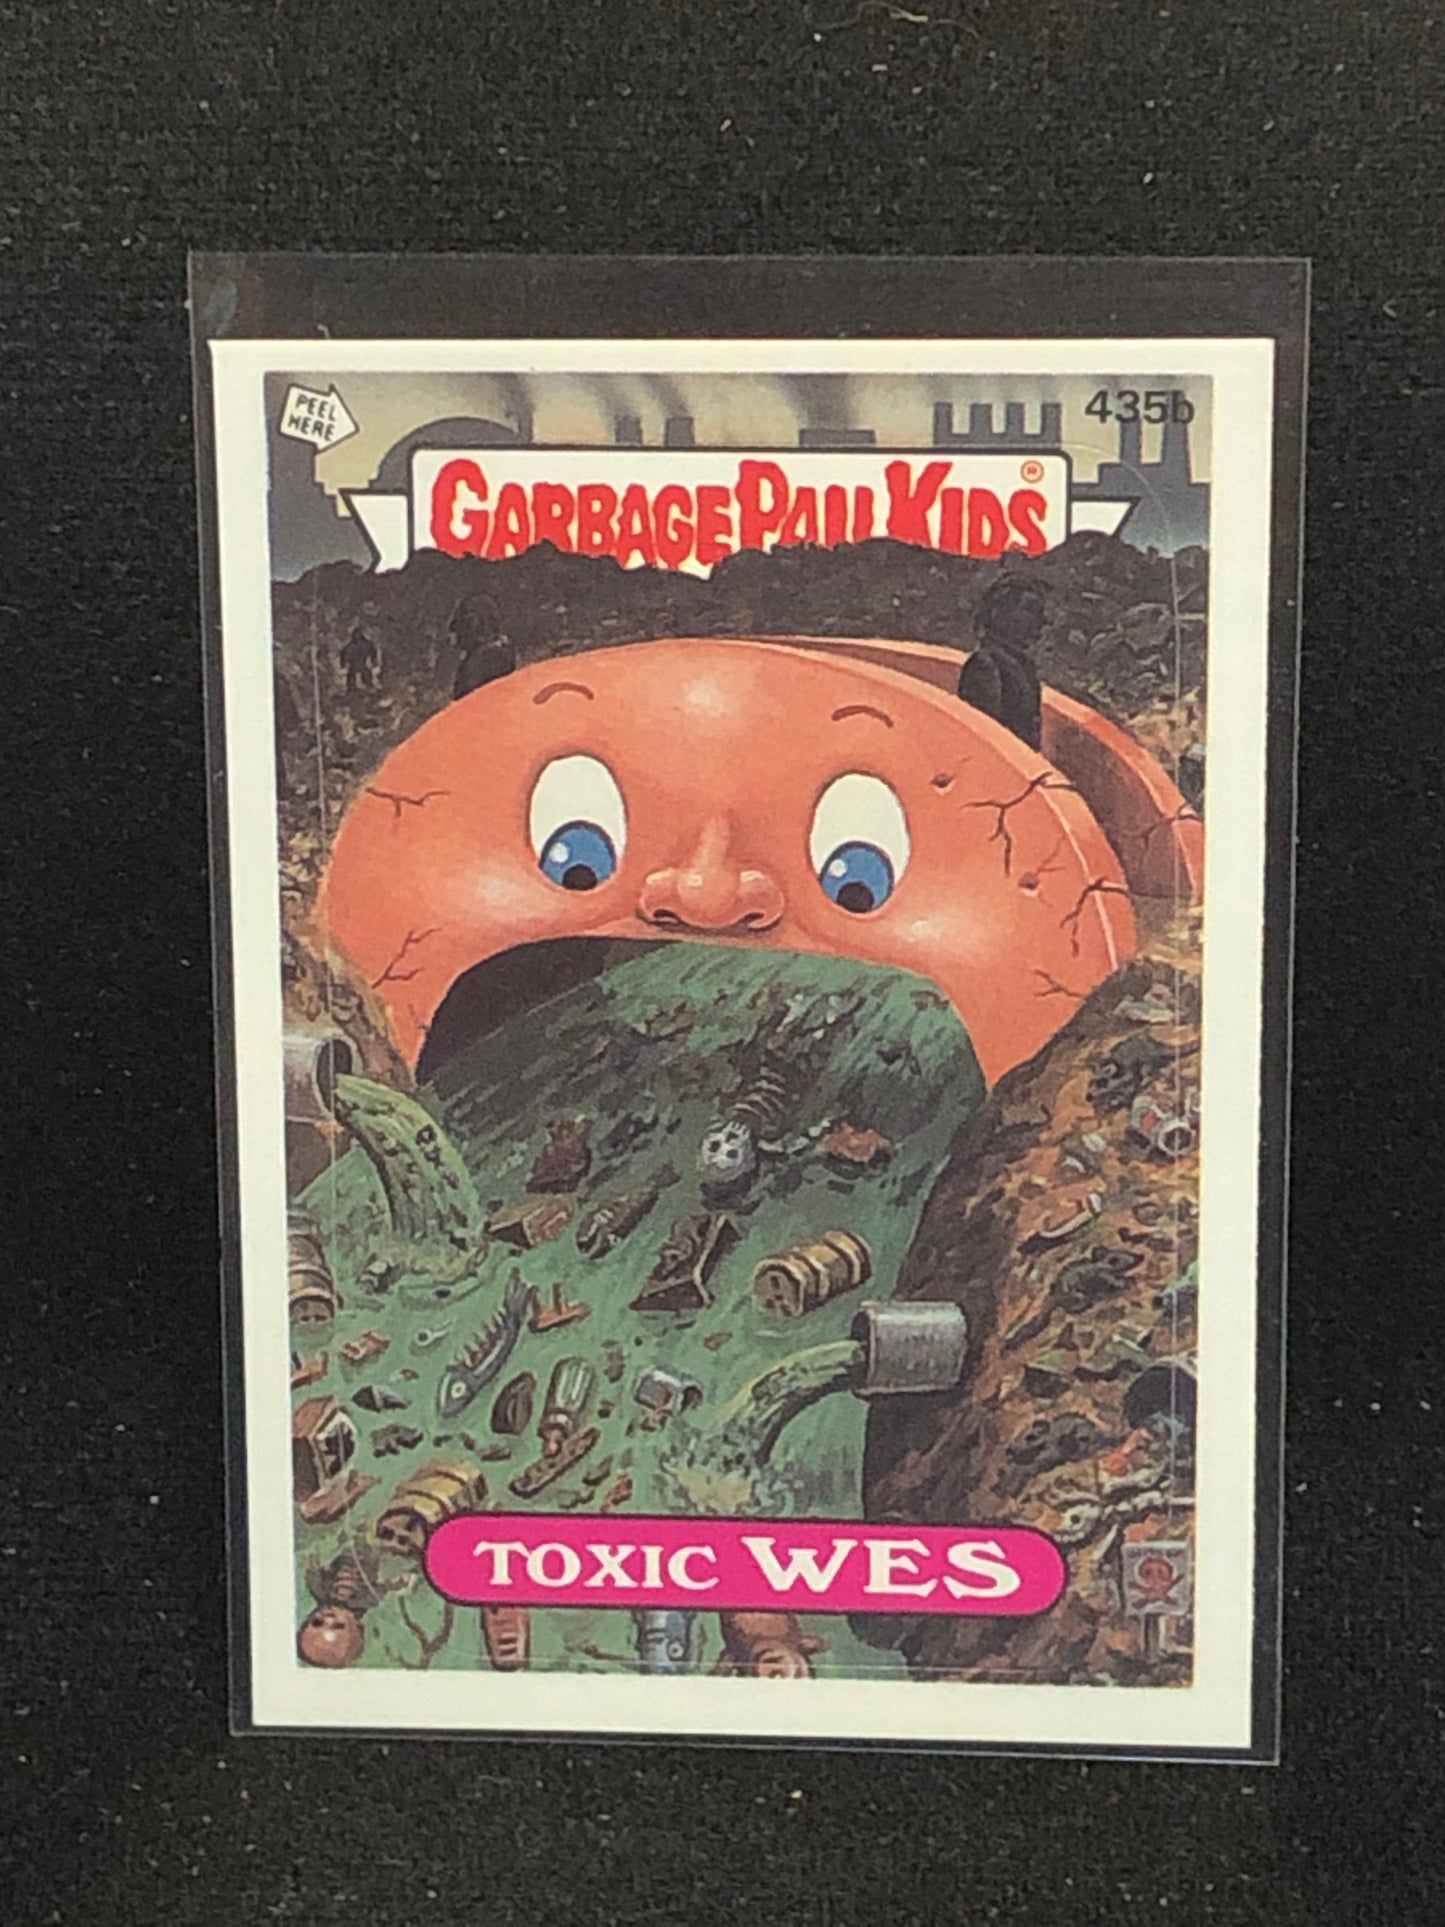 PEEL
HERE
435b
GARBAGE PAIL KIDS®
TOXIC WES